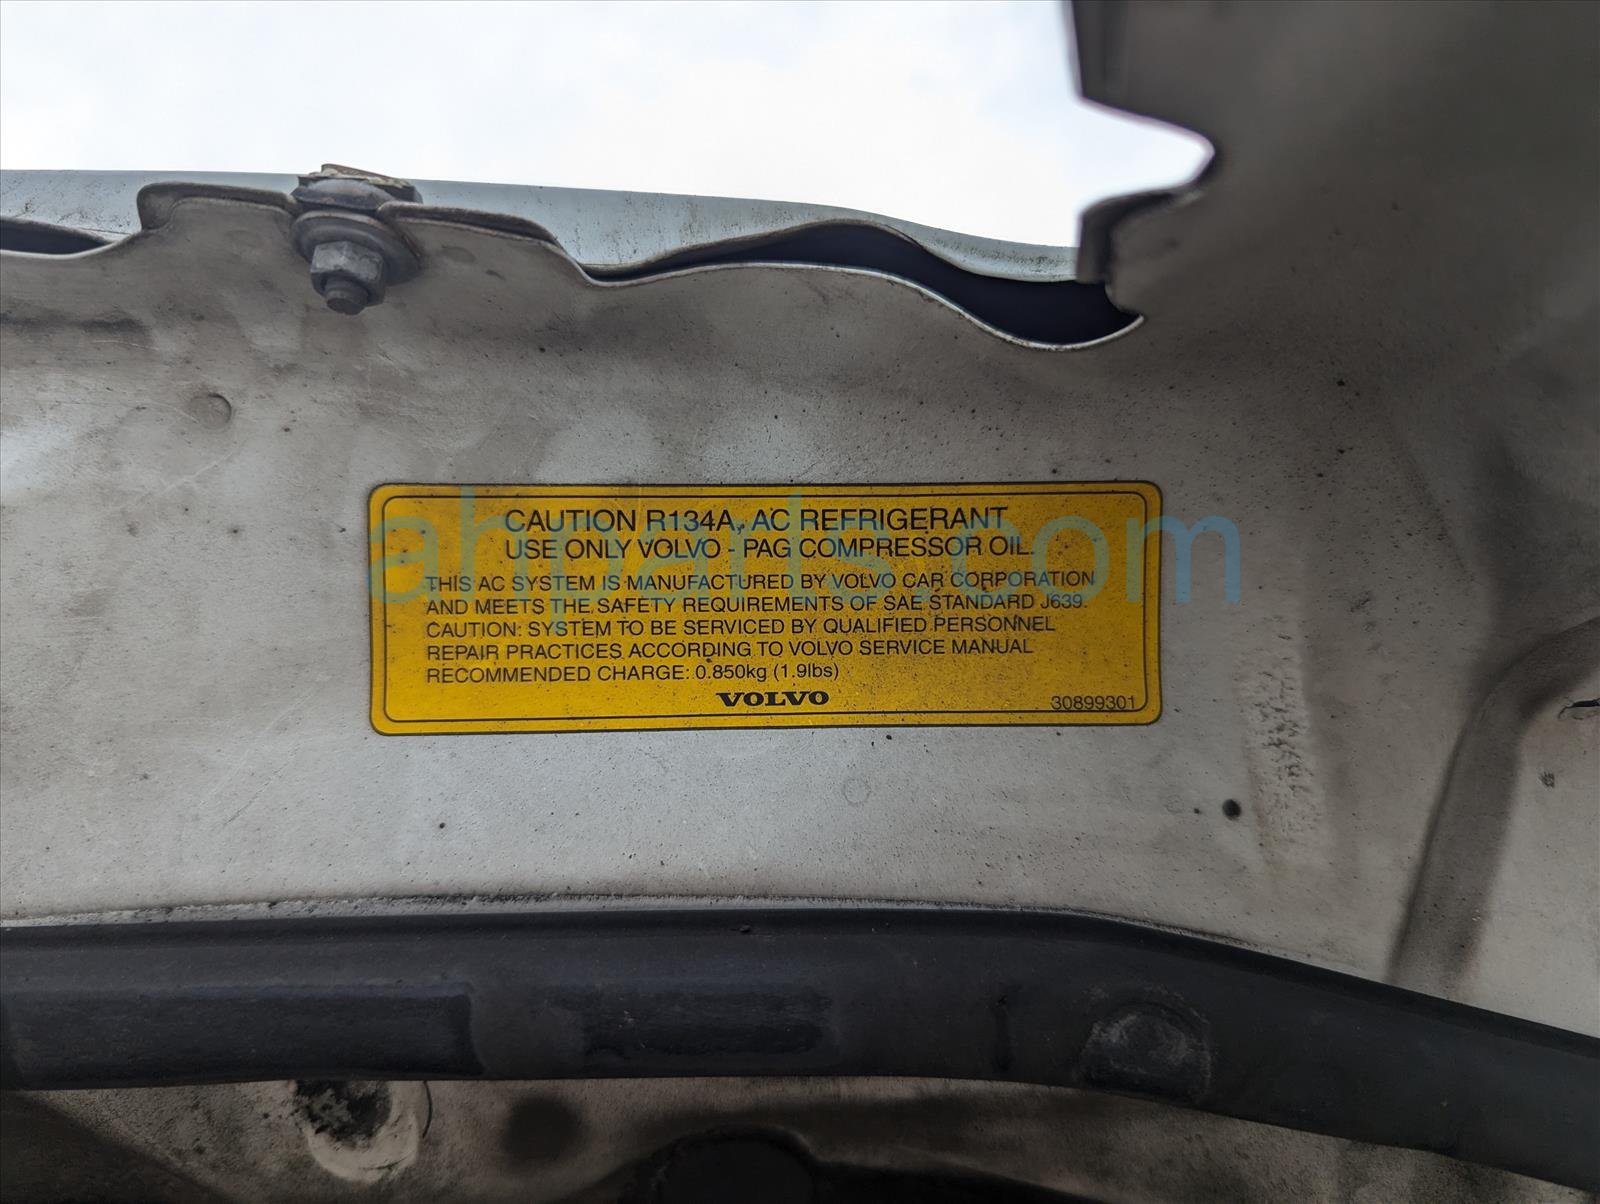 CAUTION R134A, AC REFRIGERANT
USE ONLY VOLVO - PAG COMPRESSOR OIL.
THIS AC SYSTEM IS MANUFACTURED BY VOLVO CAR CORPORATION
AND MEETS THE SAFETY REQUIREMENTS OF SAE STANDARD J639.
CAUTION: SYSTEM TO BE SERVICED BY QUALIFIED PERSONNEL
REPAIR PRACTICES ACCORDING TO VOLVO SERVICE MANUAL
RECOMMENDED CHARGE: 0.850kg (1.9lbs)
VOLVO
30899301
ahparts.com